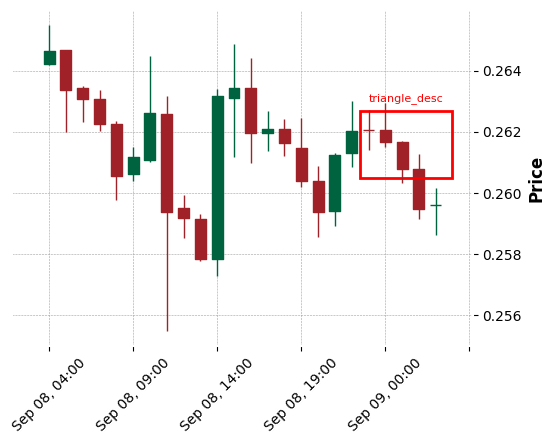 triangle_desc
0.264
0.262
0.260
0.258
0.256
Price
Sep 08, 04:00
Sep 08, 09:00
Sep 08, 14:00
Sep 08, 19:00
Sep 09, 00:00